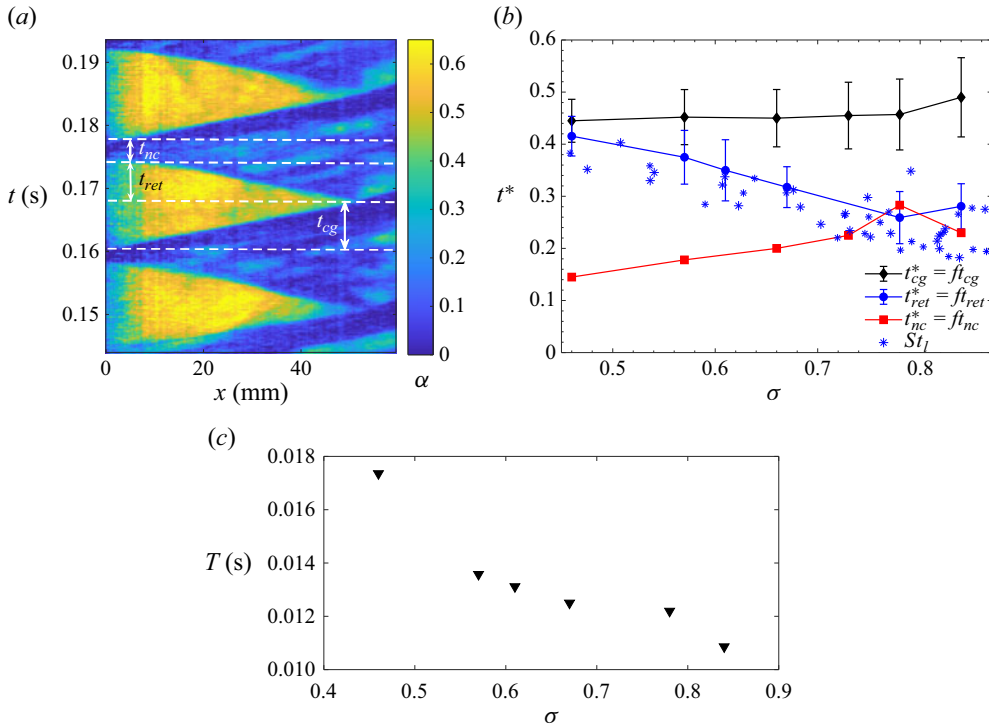 (a)
0.19
0.18
0.17
0.16
0.15
t (s)
t_nc
t_ret
t_cg
x (mm)
0.6
0.5
0.4
0.3
0.2
0.1
0
α
(b)
0.6
0.5
0.4
0.3
0.2
0.1
0
t*
t*_cg = ft_cg
t*_ret = ft_ret
t*_nc = ft_nc
St_l
0.5 0.6 0.7 0.8
σ
0 20 40
(c)
0.018
0.016
0.014
0.012
0.010
T (s)
0.4 0.5 0.6 0.7 0.8 0.9
σ